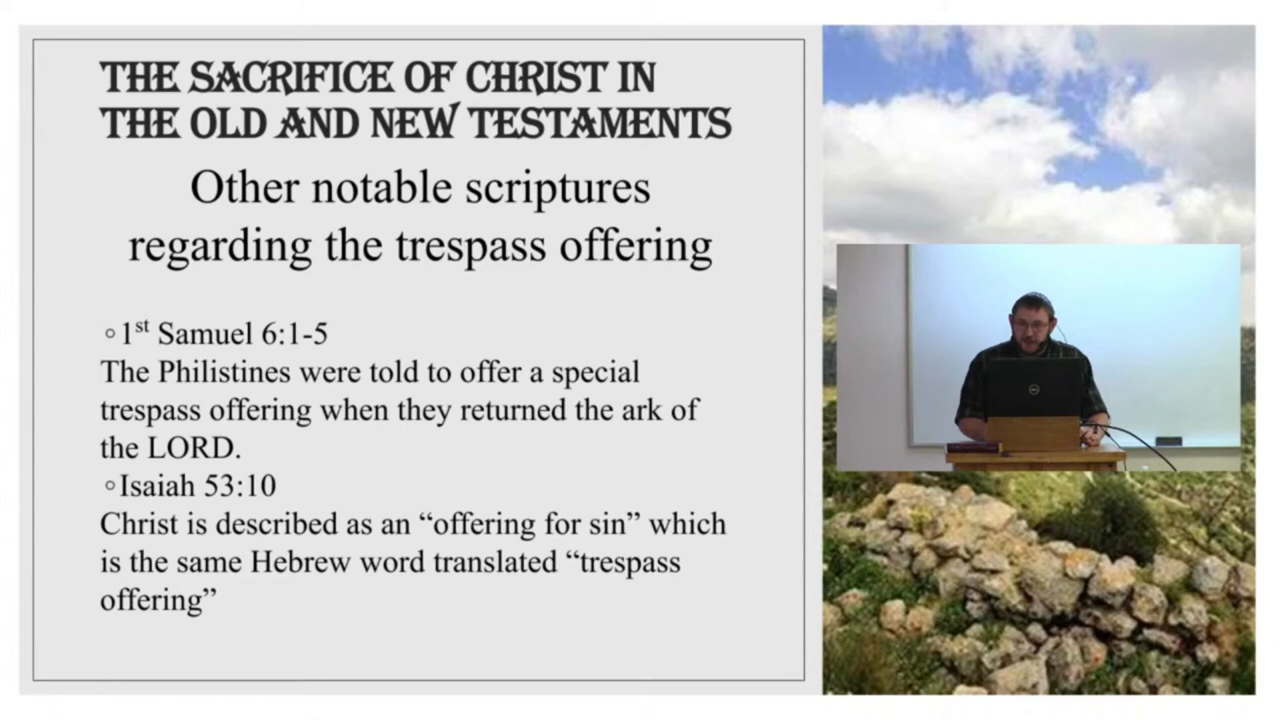 THE SACRIFICE OF CHRIST IN
THE OLD AND NEW TESTAMENTS
Other notable scriptures
regarding the trespass offering
◦1st Samuel 6:1-5
The Philistines were told to offer a special
trespass offering when they returned the ark of
the LORD.
◦Isaiah 53:10
Christ is described as an “offering for sin” which
is the same Hebrew word translated “trespass
offering”